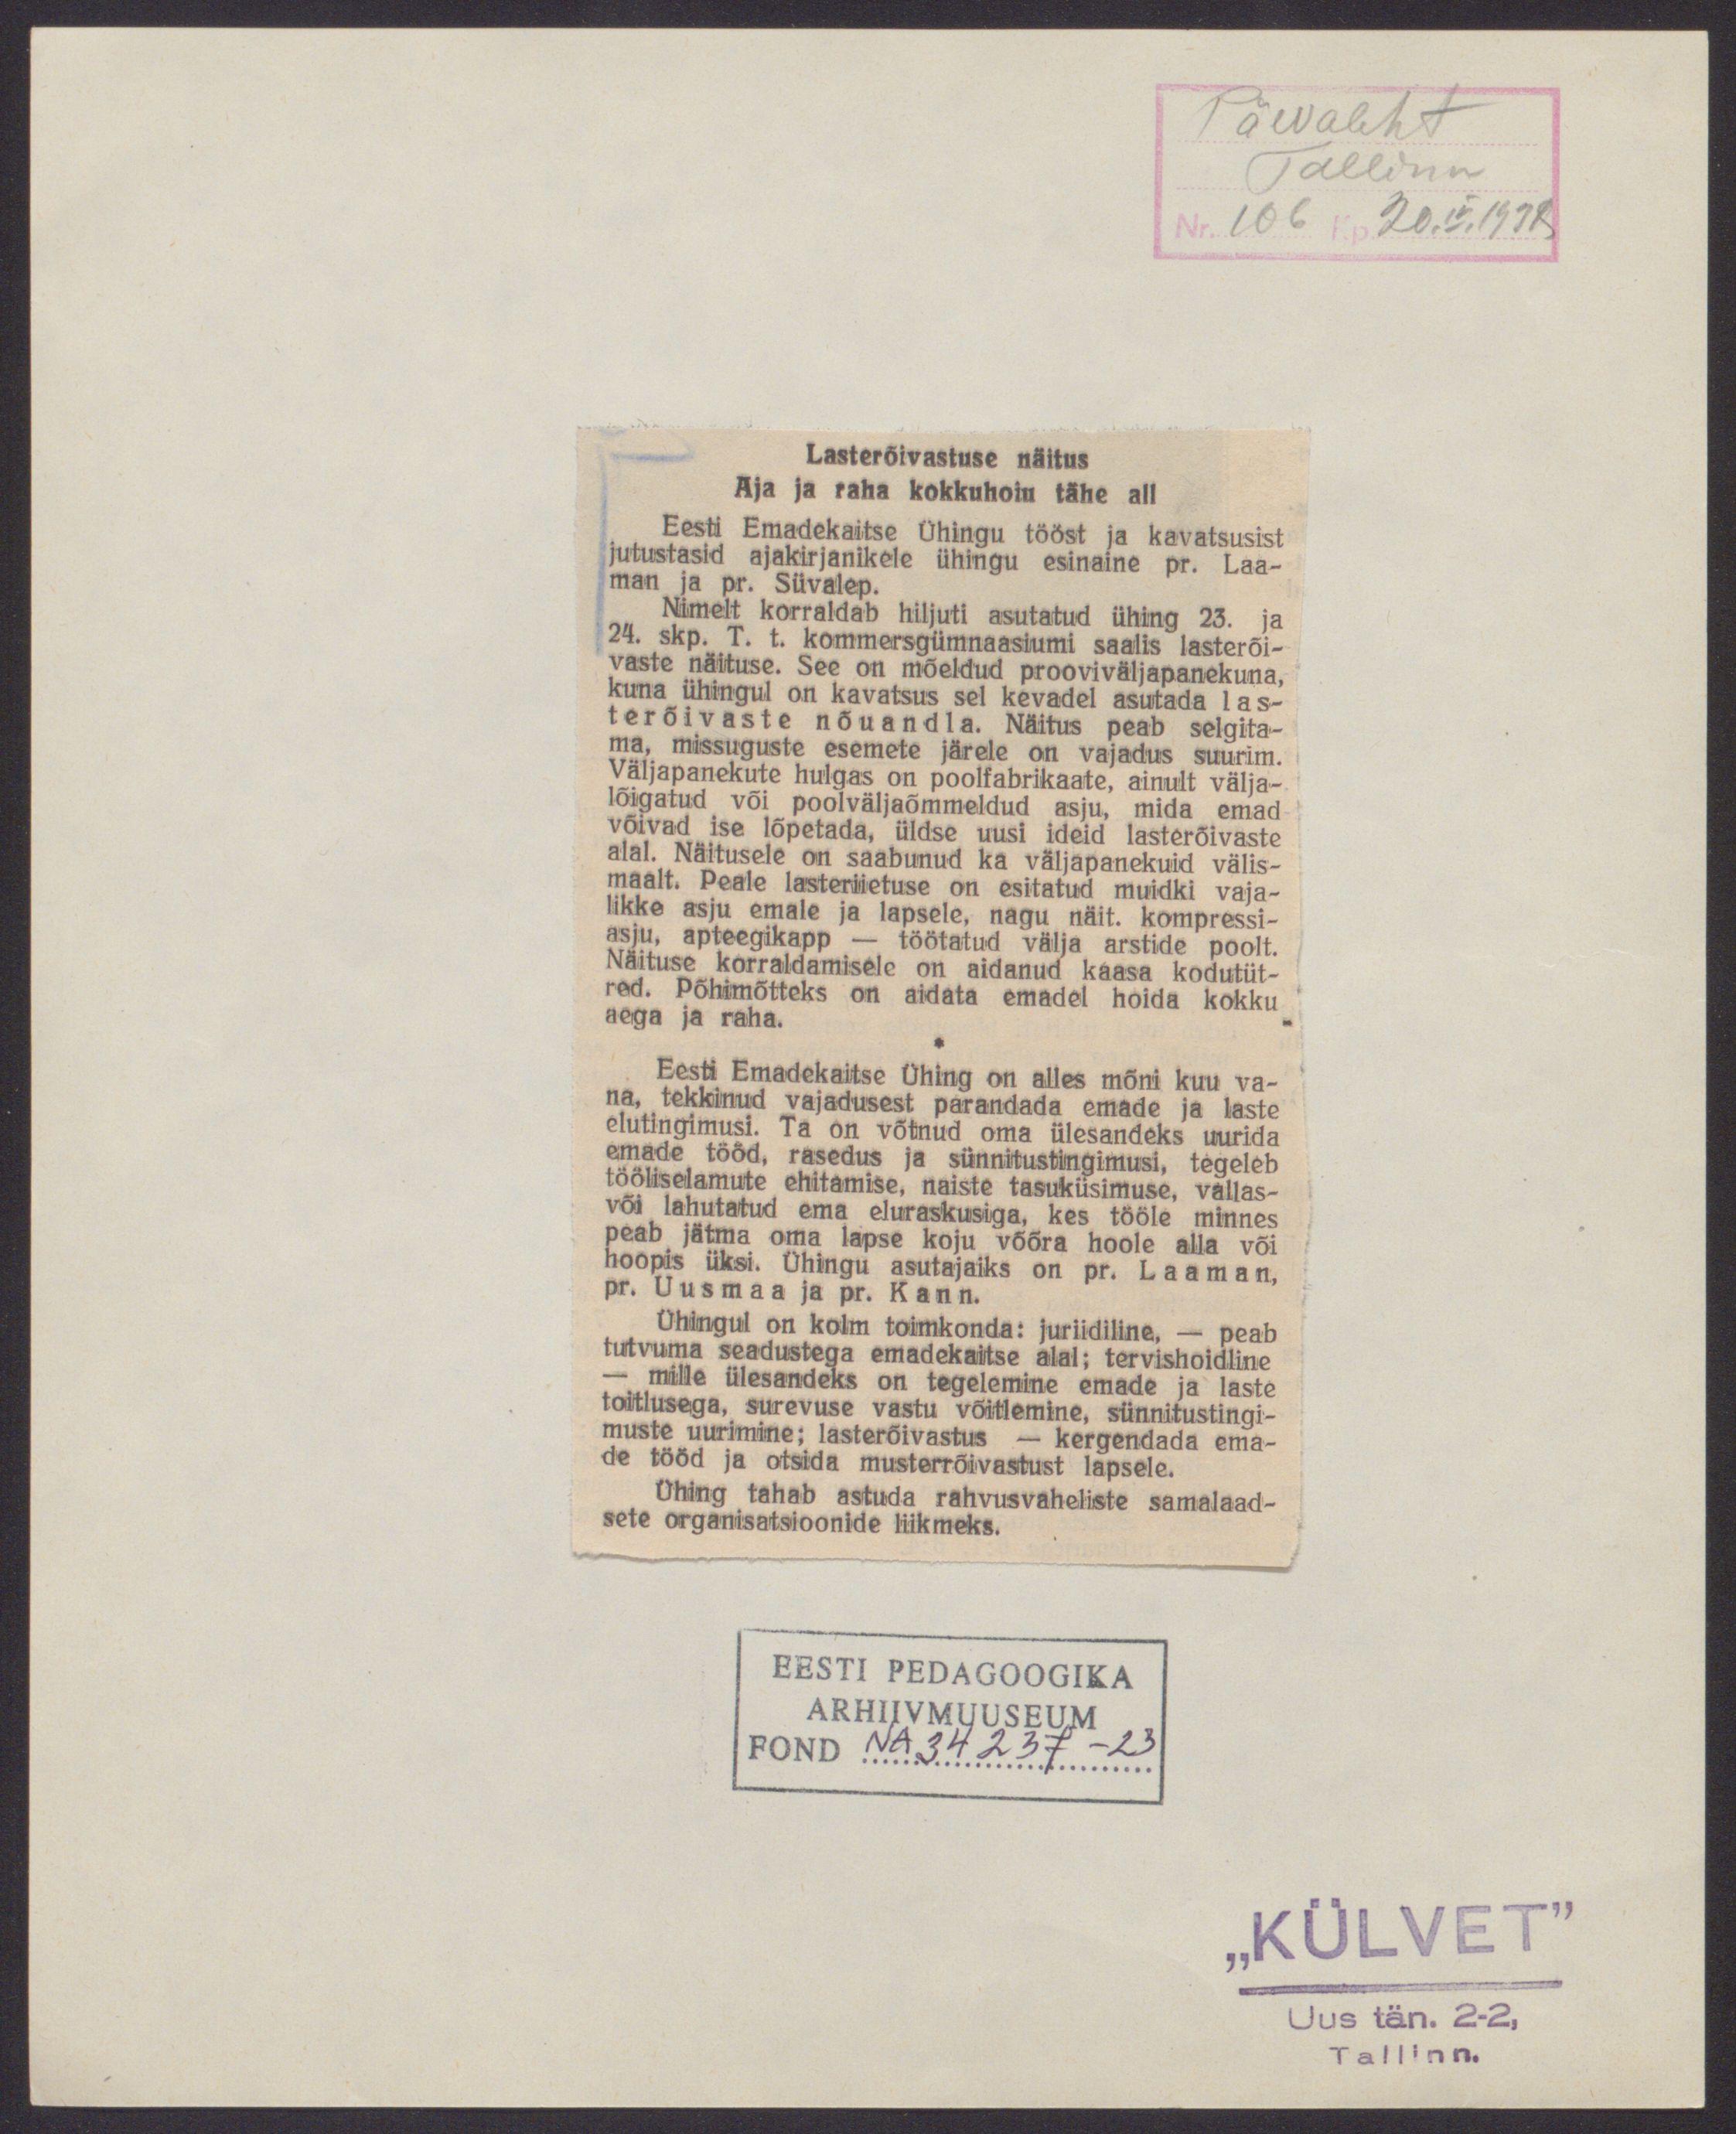 Päevaleht
Tallinn
Nr. 106 Kp. 20.IV.1938
Lasterõivastuse näitus
Aja ja raha kokkuhoiu tähe all
Eesti Emadekaitse Ühingu tööst ja kavatsusist
jutustasid ajakirjanikele ühingu esinaine pr. Laa-
man ja pr. Süvalep.
Nimelt korraldab hiljuti asutatud ühing 23. ja
24. skp. T. t. kommersgümnaasiumi saalis lasterõi-
vaste näituse. See on mõeldud prooviväljapanekuna,
kuna ühingul on kavatsus sel kevadel asutada las-
terõivaste nõuandla. Näitus peab selgita-
ma, missuguste esemete järele on vajadus suurim.
Väljapanekute hulgas on poolfabrikaate, ainult välja-
lõigatud või poolväljaõmmeldud asju, mida emad
võivad ise lõpetada, üldse uusi ideid lasterõivaste
alal. Näitusele on saabunud ka väljapanekuid välis-
maalt. Peale lasteriietuse on esitatud muidki vaja-
likke asju emale ja lapsele, nagu näit. kompressi-
asju, apteegikapp — töötatud välja arstide poolt.
Näituse korraldamisele on aidanud kaasa kodutüt-
red. Põhimõtteks on aidata emadel hoida kokku
aega ja raha.
*
Eesti Emadekaitse Ühing on alles mõni kuu va-
na, tekkinud vajadusest parandada emade ja laste
elutingimusi. Ta on võtnud oma ülesandeks uurida
emade tööd, rasedus ja sünnitustingimusi, tegeleb
tööliselamute ehitamise, naiste tasuküsimuse, vallas-
või lahutatud ema eluraskusiga, kes tööle minnes
peab jätma oma lapse koju võõra hoole alla või
hoopis üksi. Ühingu asutajaiks on pr. Laaman,
pr. Uusmaa ja pr. Kann.
Ühingul on kolm toimkonda: juriidiline, — peab
tutvuma seadustega emadekaitse alal; tervishoidline
— mille ülesandeks on tegelemine emade ja laste
toitlusega, surevuse vastu võitlemine, sünnitustingi-
muste uurimine; lasterõivastus — kergendada ema-
de tööd ja otsida musterrõivastust lapsele.
Ühing tahab astuda rahvusvaheliste samalaad-
sete organisatsioonide liikmeks.
EESTI PEDAGOOGIKA
ARHIIVMUUSEUM
FOND NA 34 237 -23
„KÜLVET”
Uus tän. 2-2,
Tallinn.